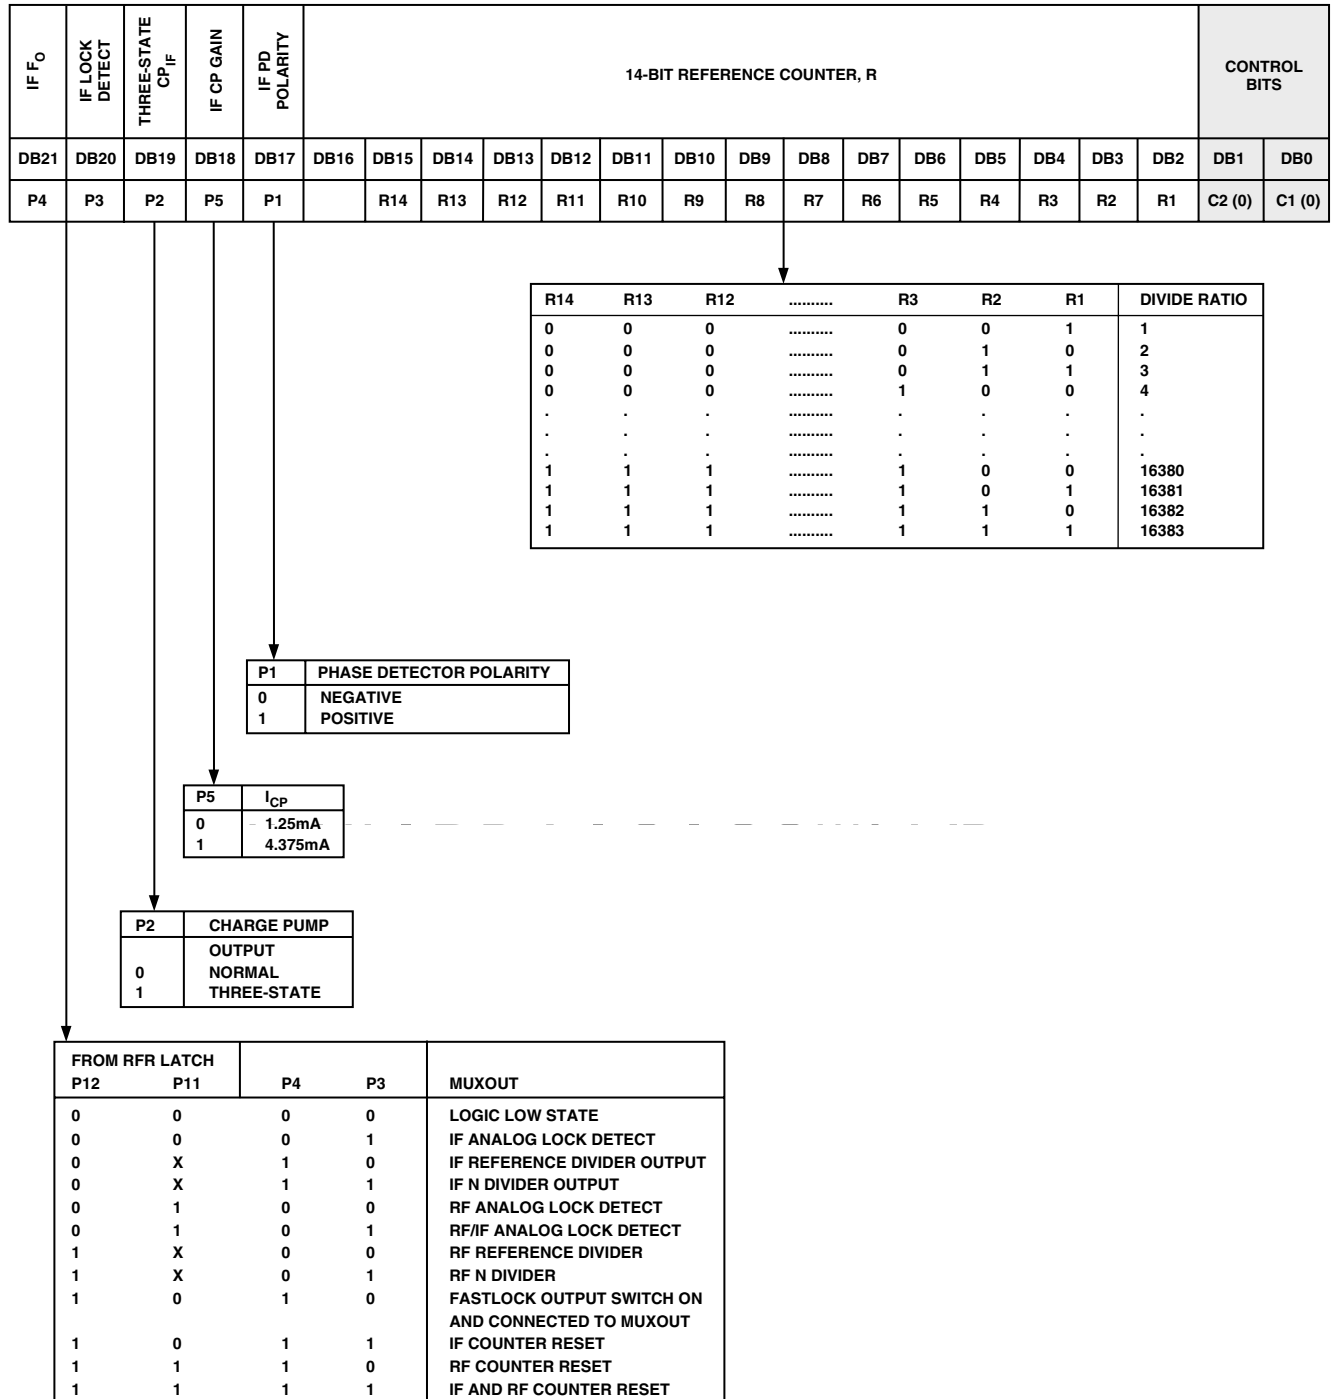 IF FO
IF LOCK DETECT
THREE-STATE CPIF
IF CP GAIN
IF PD POLARITY
14-BIT REFERENCE COUNTER, R
CONTROL BITS
DB21 DB20 DB19 DB18 DB17 DB16 DB15 DB14 DB13 DB12 DB11 DB10 DB9 DB8 DB7 DB6 DB5 DB4 DB3 DB2 DB1 DB0
P4 P3 P2 P5 P1 R14 R13 R12 R11 R10 R9 R8 R7 R6 R5 R4 R3 R2 R1 C2 (0) C1 (0)
R14 R13 R12 .......... R3 R2 R1 DIVIDE RATIO
0 0 0 .......... 0 0 1 1
0 0 0 .......... 0 1 0 2
0 0 0 .......... 0 1 1 3
0 0 0 .......... 1 0 0 4
. . . .......... . . . .
. . . .......... . . . .
. . . .......... . . . .
1 1 1 .......... 1 0 0 16380
1 1 1 .......... 1 0 1 16381
1 1 1 .......... 1 1 0 16382
1 1 1 .......... 1 1 1 16383
P1 PHASE DETECTOR POLARITY
0 NEGATIVE
1 POSITIVE
P5 ICP
0 1.25mA
1 4.375mA
P2 CHARGE PUMP
OUTPUT
0 NORMAL
1 THREE-STATE
FROM RFR LATCH
P12 P11 P4 P3 MUXOUT
0 0 0 0 LOGIC LOW STATE
0 0 0 1 IF ANALOG LOCK DETECT
0 X 1 0 IF REFERENCE DIVIDER OUTPUT
0 X 1 1 IF N DIVIDER OUTPUT
0 1 0 0 RF ANALOG LOCK DETECT
0 1 0 1 RF/IF ANALOG LOCK DETECT
1 X 0 0 RF REFERENCE DIVIDER
1 X 0 1 RF N DIVIDER
1 0 1 0 FASTLOCK OUTPUT SWITCH ON
AND CONNECTED TO MUXOUT
1 0 1 1 IF COUNTER RESET
1 1 1 0 RF COUNTER RESET
1 1 1 1 IF AND RF COUNTER RESET